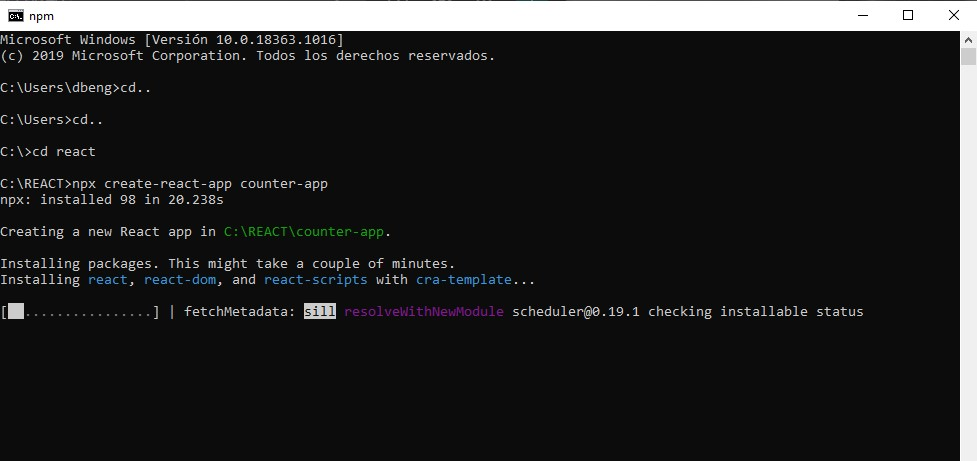 npm
Microsoft Windows [Versión 10.0.18363.1016]
(c) 2019 Microsoft Corporation. Todos los derechos reservados.
C:\Users\dbeng>cd..
C:\Users>cd..
C:\>cd react
C:\REACT>npx create-react-app counter-app
npx: installed 98 in 20.238s
Creating a new React app in C:\REACT\counter-app.
Installing packages. This might take a couple of minutes.
Installing react, react-dom, and react-scripts with cra-template...
[  ................] | fetchMetadata: sill resolveWithNewModule scheduler@0.19.1 checking installable status